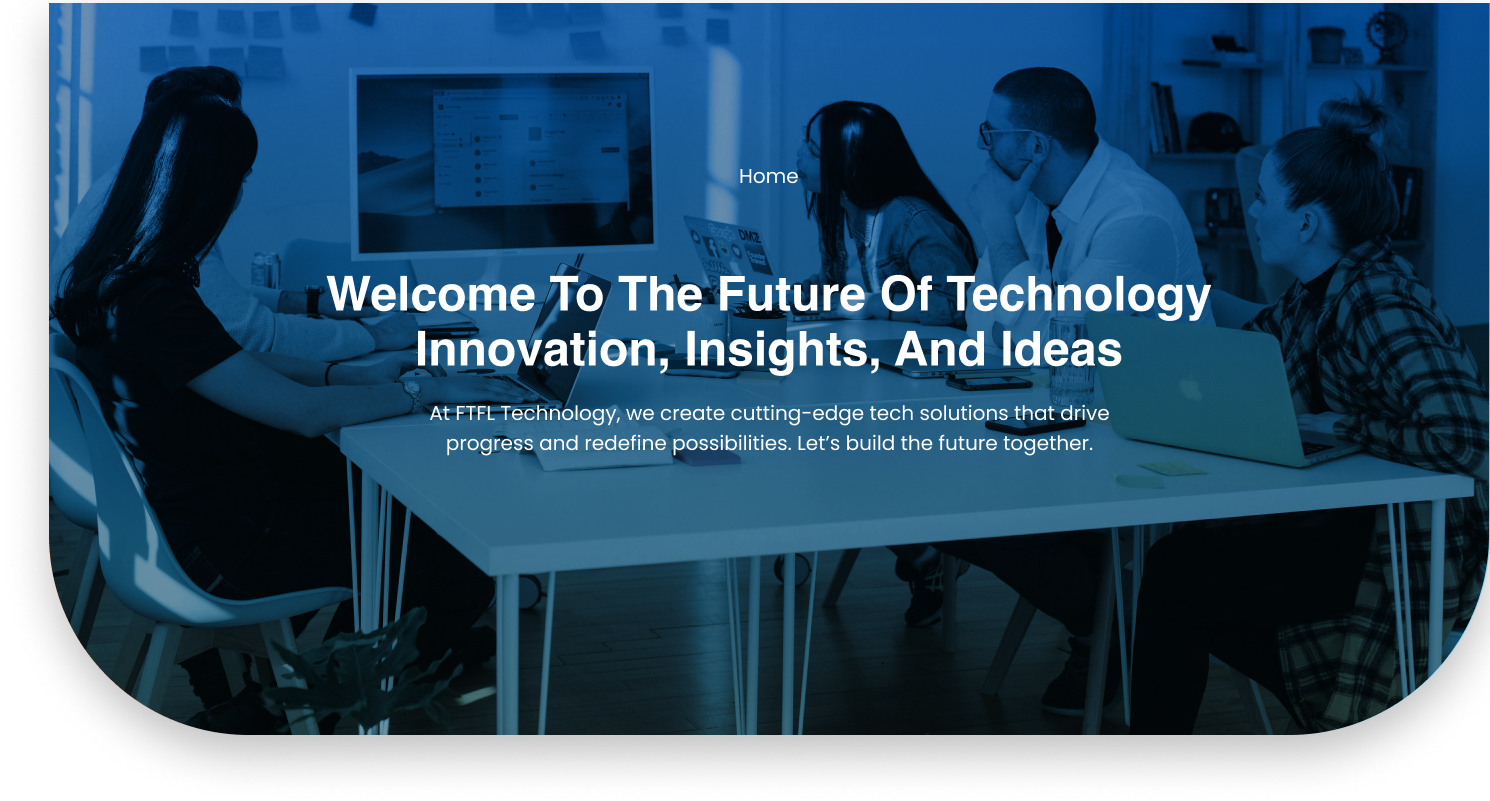 Home
Welcome To The Future Of Technology
Innovation, Insights, And Ideas
At FTFL Technology, we create cutting-edge tech solutions that drive
progress and redefine possibilities. Let’s build the future together.
DMZ